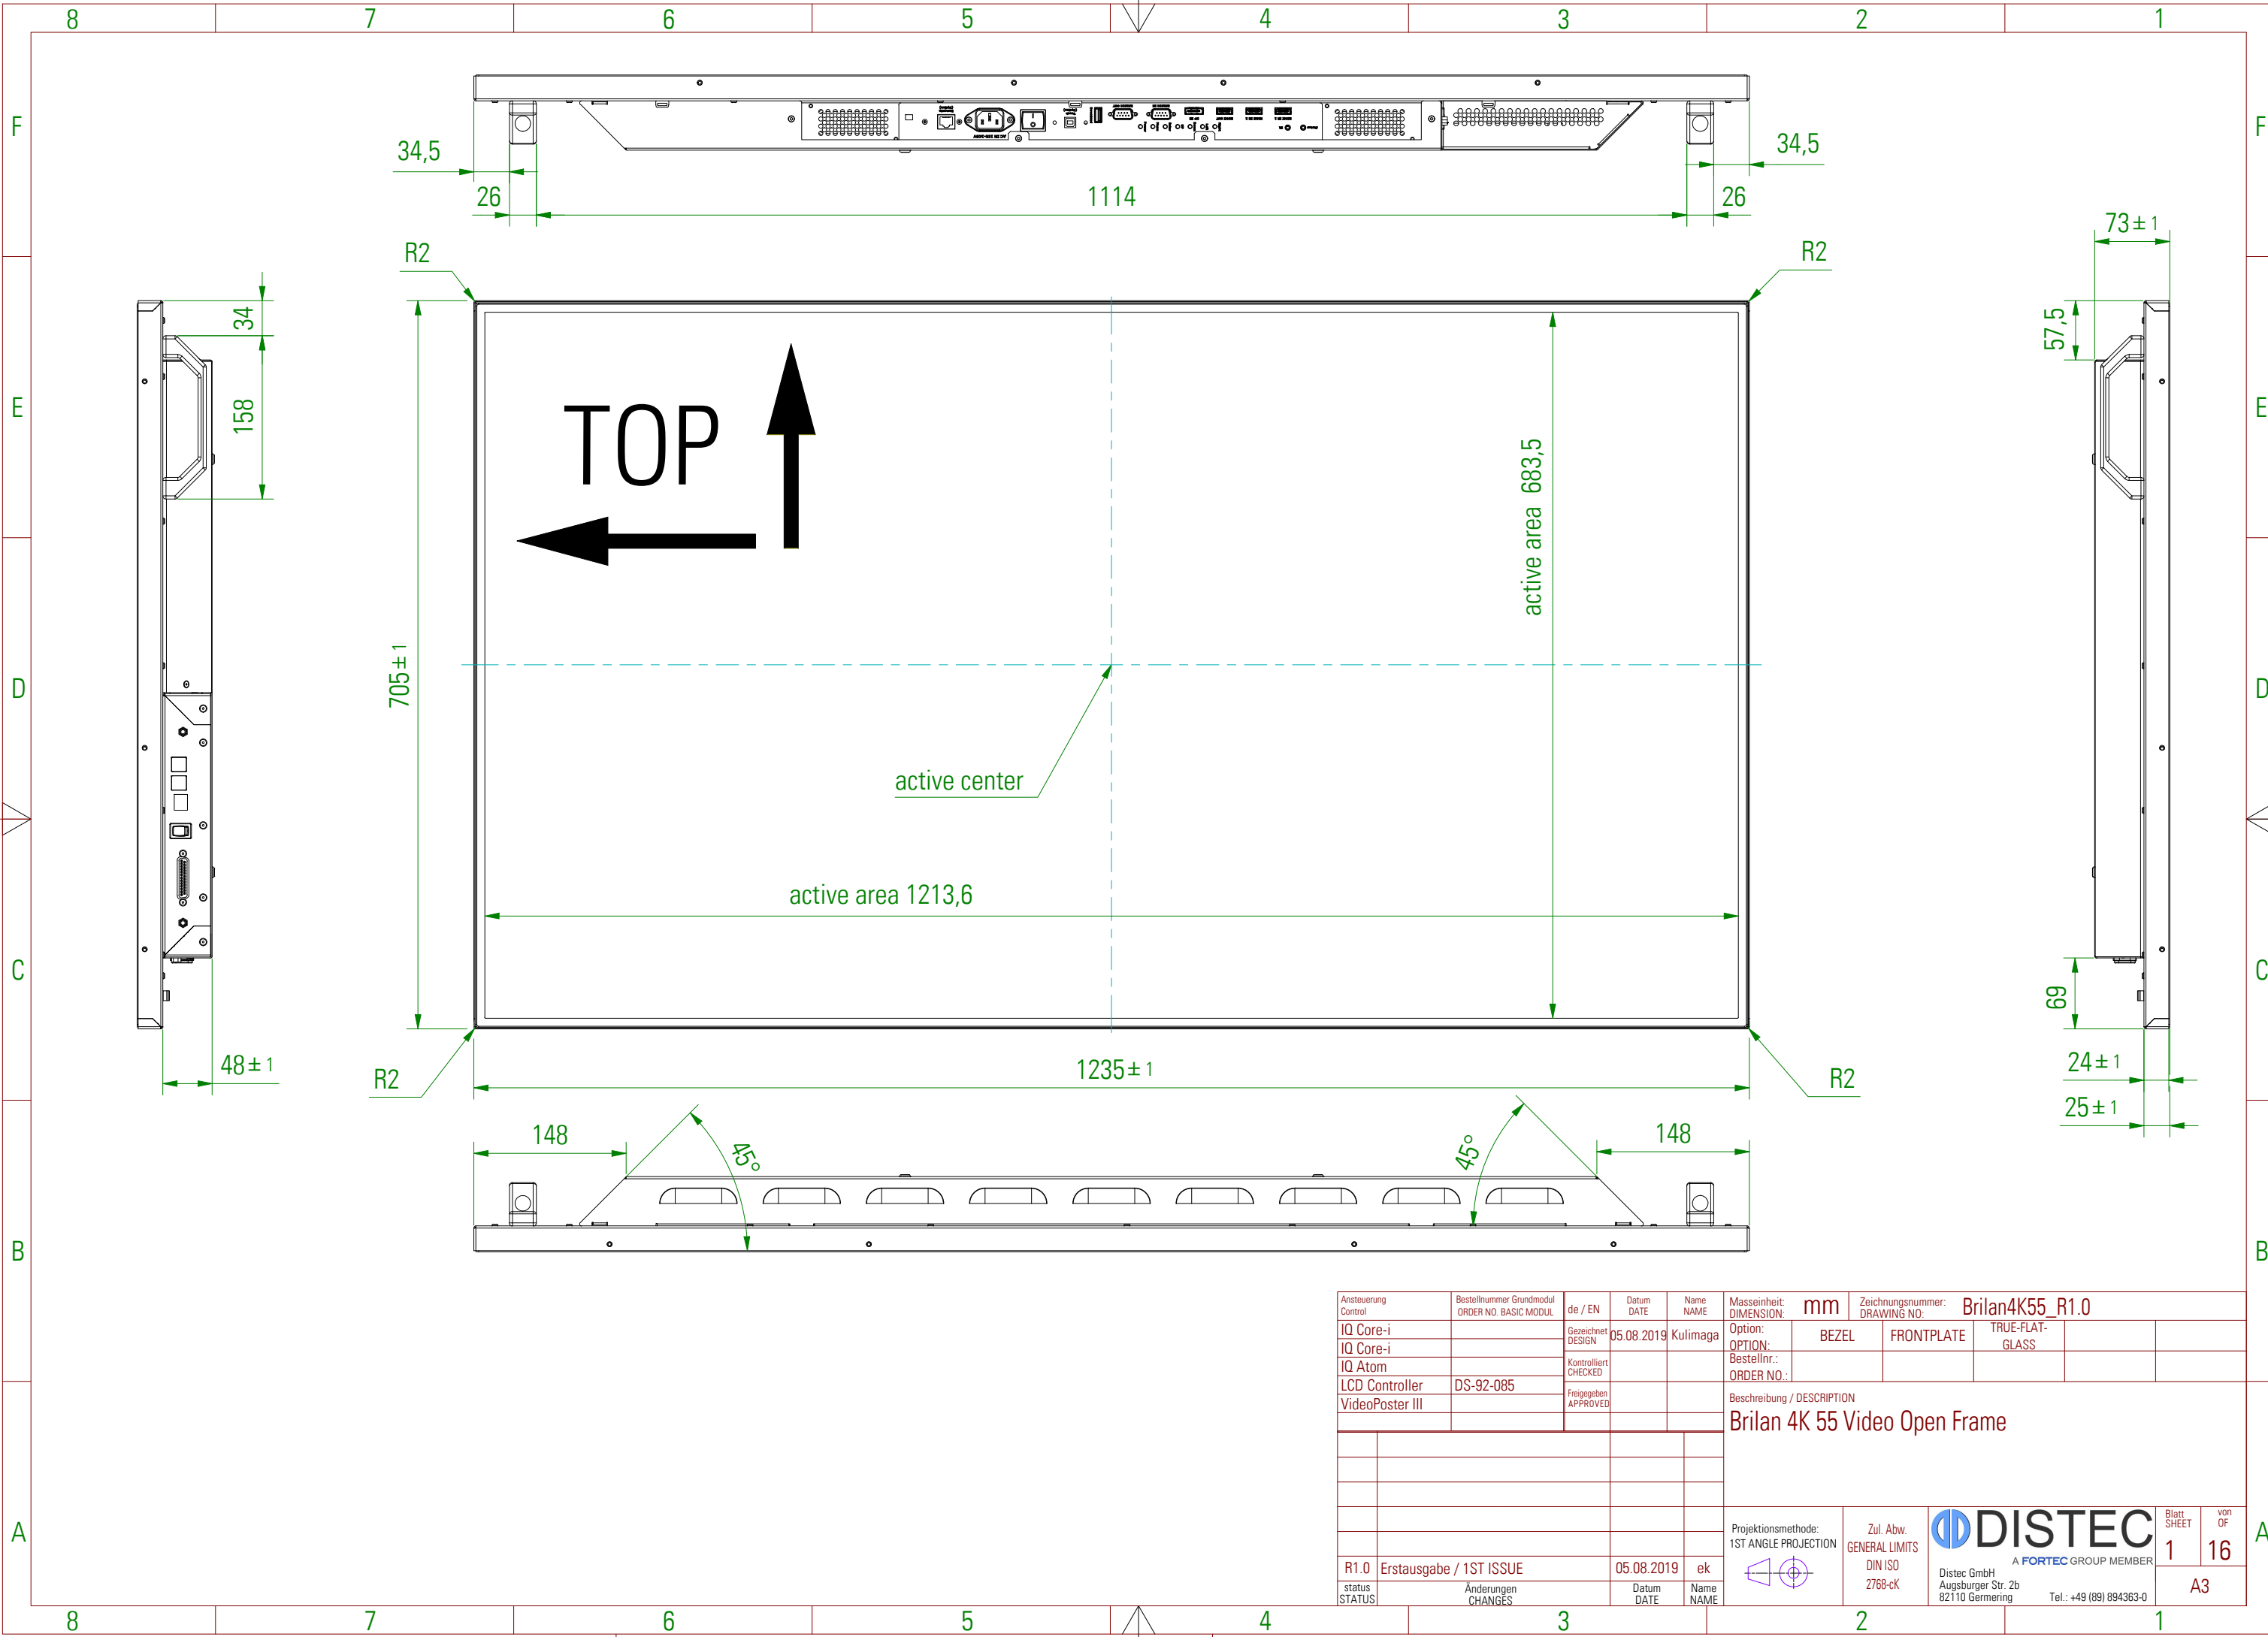 8 7 6 5 4 3 2 1
F F
34,5 34,5
26 1114 26
73±1
R2 R2
34 57,5
158
E E
TOP
active area 683,5
705±1
D D
active center
active area 1213,6
C C
69
48±1
R2 1235±1 R2
24±1
25±1
148 45° 45° 148
B B
Ansteuerung
Control
Bestellnummer Grundmodul
ORDER NO. BASIC MODUL
de / EN
Datum
DATE
Name
NAME
Masseinheit:
DIMENSION:
mm
Zeichnungsnummer:
DRAWING NO:
Brilan4K55_R1.0
IQ Core-i
IQ Core-i
IQ Atom
LCD Controller DS-92-085
VideoPoster III
Gezeichnet
DESIGN
05.08.2019 Kulimaga
Kontrolliert
CHECKED
Freigegeben
APPROVED
Option:
OPTION:
BEZEL FRONTPLATE
TRUE-FLAT-
GLASS
Bestellnr.:
ORDER NO.:
Beschreibung / DESCRIPTION
Brilan 4K 55 Video Open Frame
A A
R1.0 Erstausgabe / 1ST ISSUE 05.08.2019 ek
status
STATUS
Änderungen
CHANGES
Datum
DATE
Name
NAME
Projektionsmethode:
1ST ANGLE PROJECTION
Zul. Abw.
GENERAL LIMITS
DIN ISO
2768-cK
DISTEC
A FORTEC GROUP MEMBER
Distec GmbH
Augsburger Str. 2b
82110 Germering Tel.: +49 (89) 894363-0
Blatt
SHEET
1
von
OF
16
A3
8 7 6 5 4 3 2 1